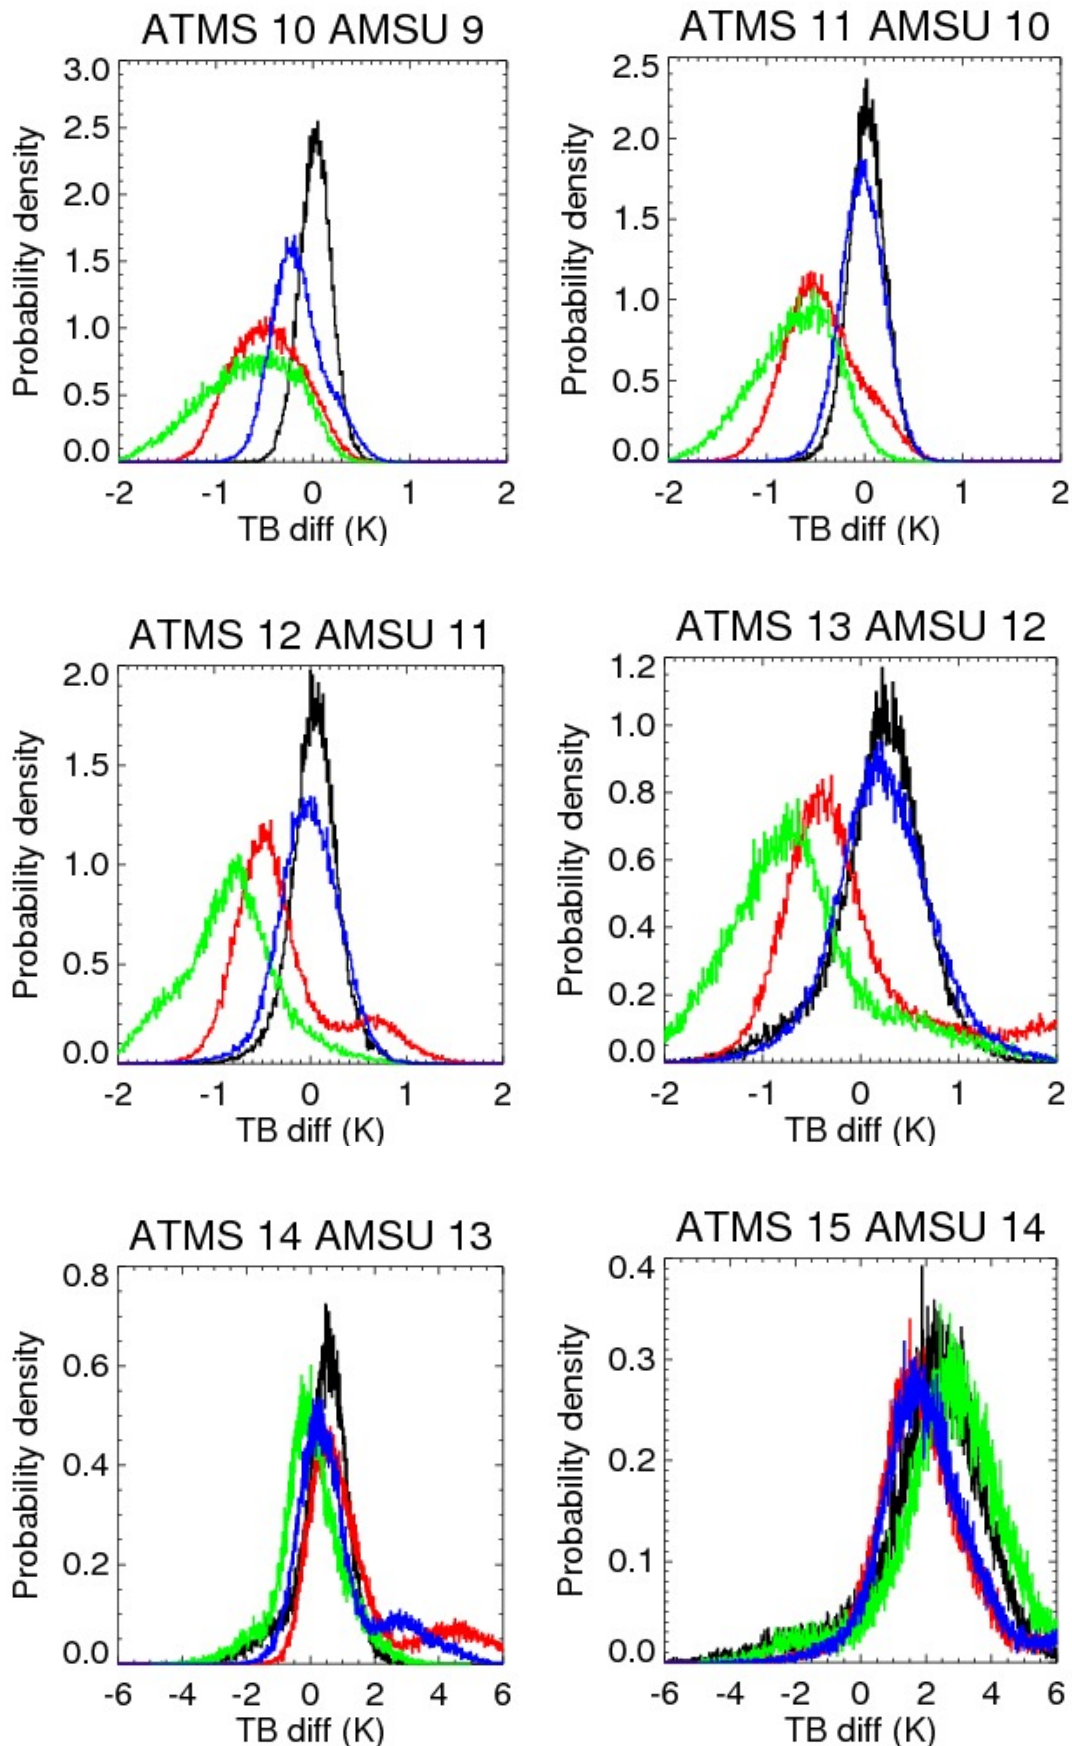 ATMS 10 AMSU 9
Probability density
3.0
2.5
2.0
1.5
1.0
0.5
0.0
-2 -1 0 1 2
TB diff (K)
ATMS 11 AMSU 10
Probability density
2.5
2.0
1.5
1.0
0.5
0.0
-2 -1 0 1 2
TB diff (K)
ATMS 12 AMSU 11
Probability density
2.0
1.5
1.0
0.5
0.0
-2 -1 0 1 2
TB diff (K)
ATMS 13 AMSU 12
Probability density
1.2
1.0
0.8
0.6
0.4
0.2
0.0
-2 -1 0 1 2
TB diff (K)
ATMS 14 AMSU 13
Probability density
0.8
0.6
0.4
0.2
0.0
-6 -4 -2 0 2 4 6
TB diff (K)
ATMS 15 AMSU 14
Probability density
0.4
0.3
0.2
0.1
0.0
-6 -4 -2 0 2 4 6
TB diff (K)